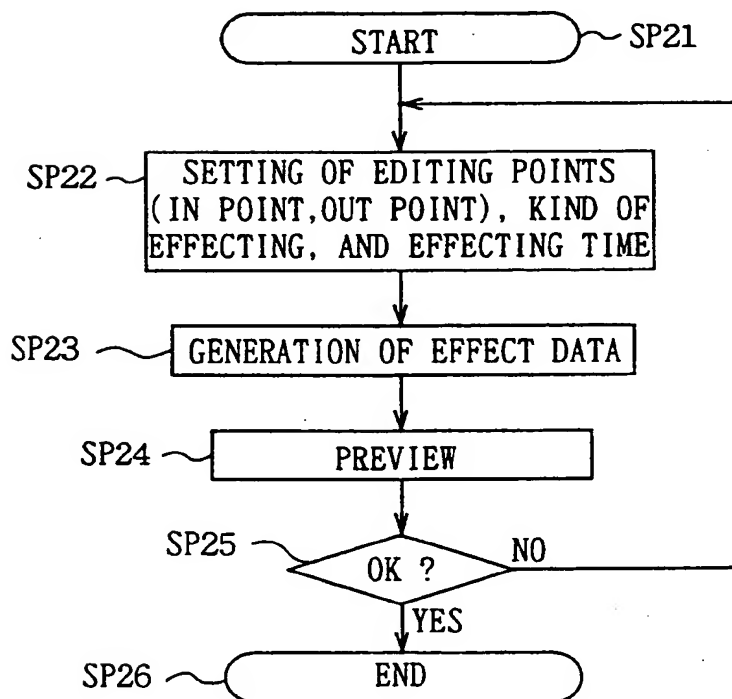 START
SP21
SP22
SETTING OF EDITING POINTS
(IN POINT,OUT POINT), KIND OF
EFFECTING, AND EFFECTING TIME
SP23
GENERATION OF EFFECT DATA
SP24
PREVIEW
SP25
OK ?
NO
YES
SP26
END